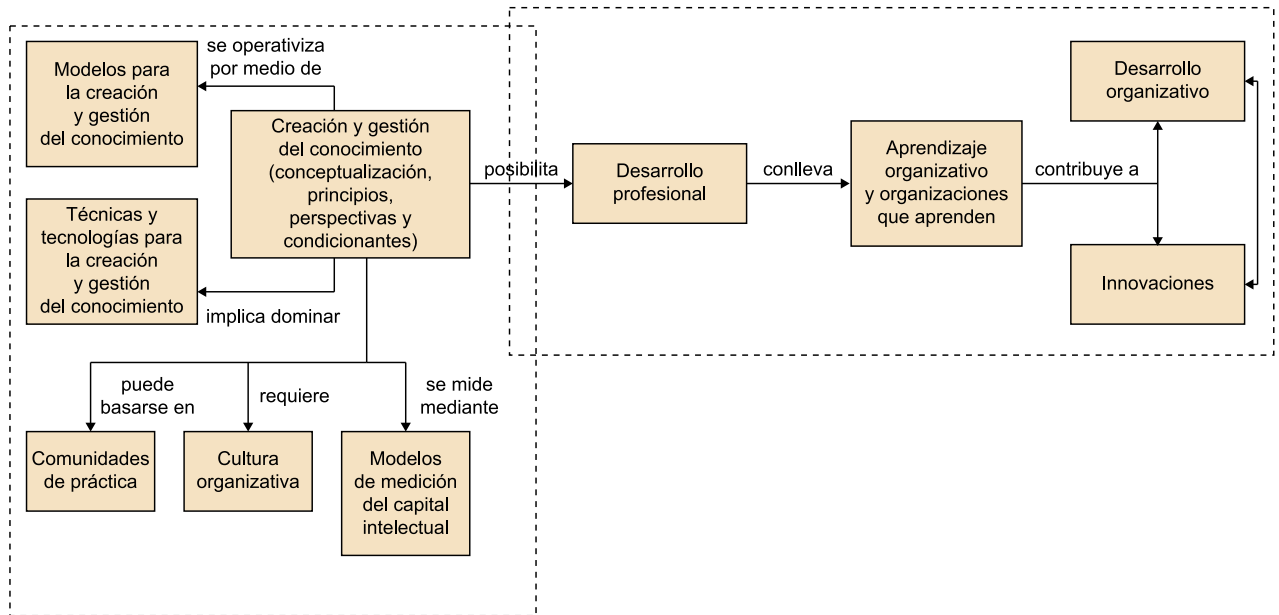 se operativiza
por medio de
Modelos para
la creación
y gestión
del conocimiento
Creación y gestión
del conocimiento
(conceptualización,
principios,
perspectivas y
condicionantes)
Técnicas y
tecnologías para
la creación
y gestión
del conocimiento
implica dominar
puede
basarse en
requiere
se mide
mediante
Comunidades
de práctica
Cultura
organizativa
Modelos
de medición
del capital
intelectual
posibilita
Desarrollo
profesional
conlleva
Aprendizaje
organizativo
y organizaciones
que aprenden
contribuye a
Desarrollo
organizativo
Innovaciones